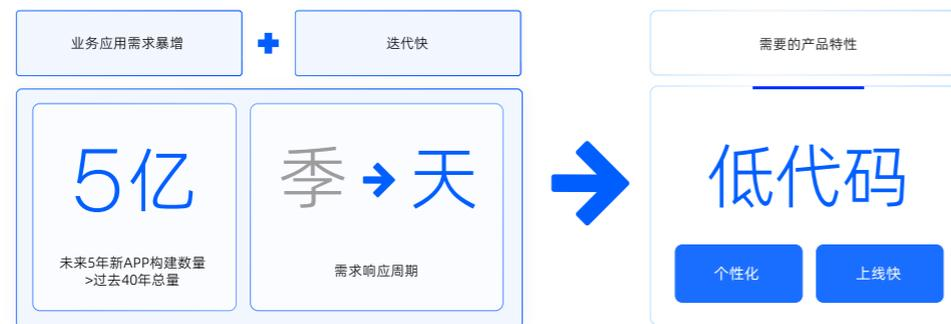 业务应用需求暴增
迭代快
5亿
未来5年新APP构建数量
>过去40年总量
季
天
需求响应周期
需要的产品特性
低代码
个性化
上线快